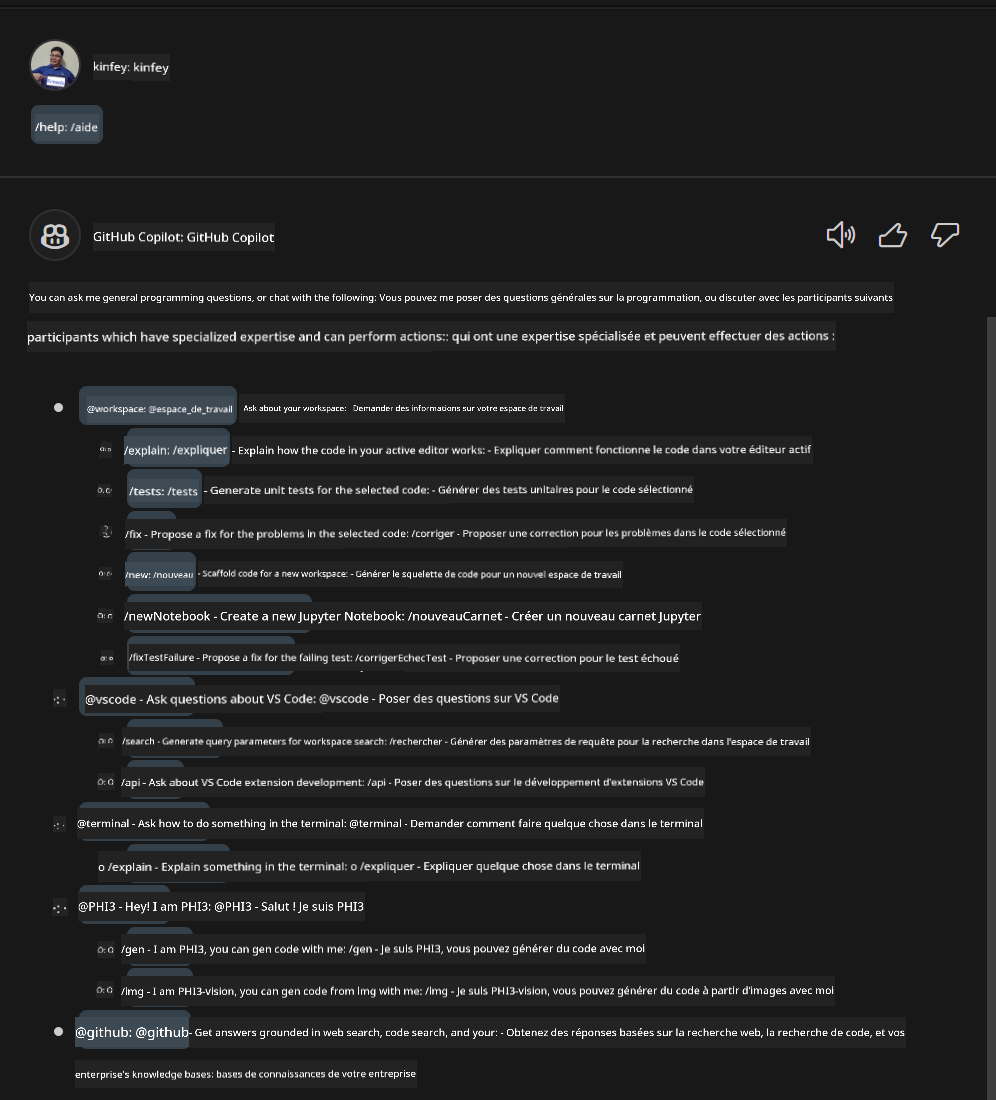 kinfey: kinfey
/help: /aide
GitHub Copilot: GitHub Copilot
You can ask me general programming questions, or chat with the following: Vous pouvez me poser des questions générales sur la programmation, ou discuter avec les participants suivants
participants which have specialized expertise and can perform actions:: qui ont une expertise spécialisée et peuvent effectuer des actions :
@workspace: @espace_de_travail Ask about your workspace: Demander des informations sur votre espace de travail
/explain: /expliquer - Explain how the code in your active editor works: - Expliquer comment fonctionne le code dans votre éditeur actif
/tests: /tests - Generate unit tests for the selected code: - Générer des tests unitaires pour le code sélectionné
/fix - Propose a fix for the problems in the selected code: /corriger - Proposer une correction pour les problèmes dans le code sélectionné
/new: /nouveau - Scaffold code for a new workspace: - Générer le squelette de code pour un nouvel espace de travail
/newNotebook - Create a new Jupyter Notebook: /nouveauCarnet - Créer un nouveau carnet Jupyter
/fixTestFailure - Propose a fix for the failing test: /corrigerEchecTest - Proposer une correction pour le test échoué
@vscode - Ask questions about VS Code: @vscode - Poser des questions sur VS Code
/search - Generate query parameters for workspace search: /rechercher - Générer des paramètres de requête pour la recherche dans l'espace de travail
/api - Ask about VS Code extension development: /api - Poser des questions sur le développement d'extensions VS Code
@terminal - Ask how to do something in the terminal: @terminal - Demander comment faire quelque chose dans le terminal
o /explain - Explain something in the terminal: o /expliquer - Expliquer quelque chose dans le terminal
@PHI3 - Hey! I am PHI3: @PHI3 - Salut ! Je suis PHI3
/gen - I am PHI3, you can gen code with me: /gen - Je suis PHI3, vous pouvez générer du code avec moi
/img - I am PHI3-vision, you can gen code from img with me: /img - Je suis PHI3-vision, vous pouvez générer du code à partir d'images avec moi
@github: @github- Get answers grounded in web search, code search, and your: - Obtenez des réponses basées sur la recherche web, la recherche de code, et vos
enterprise's knowledge bases: bases de connaissances de votre entreprise